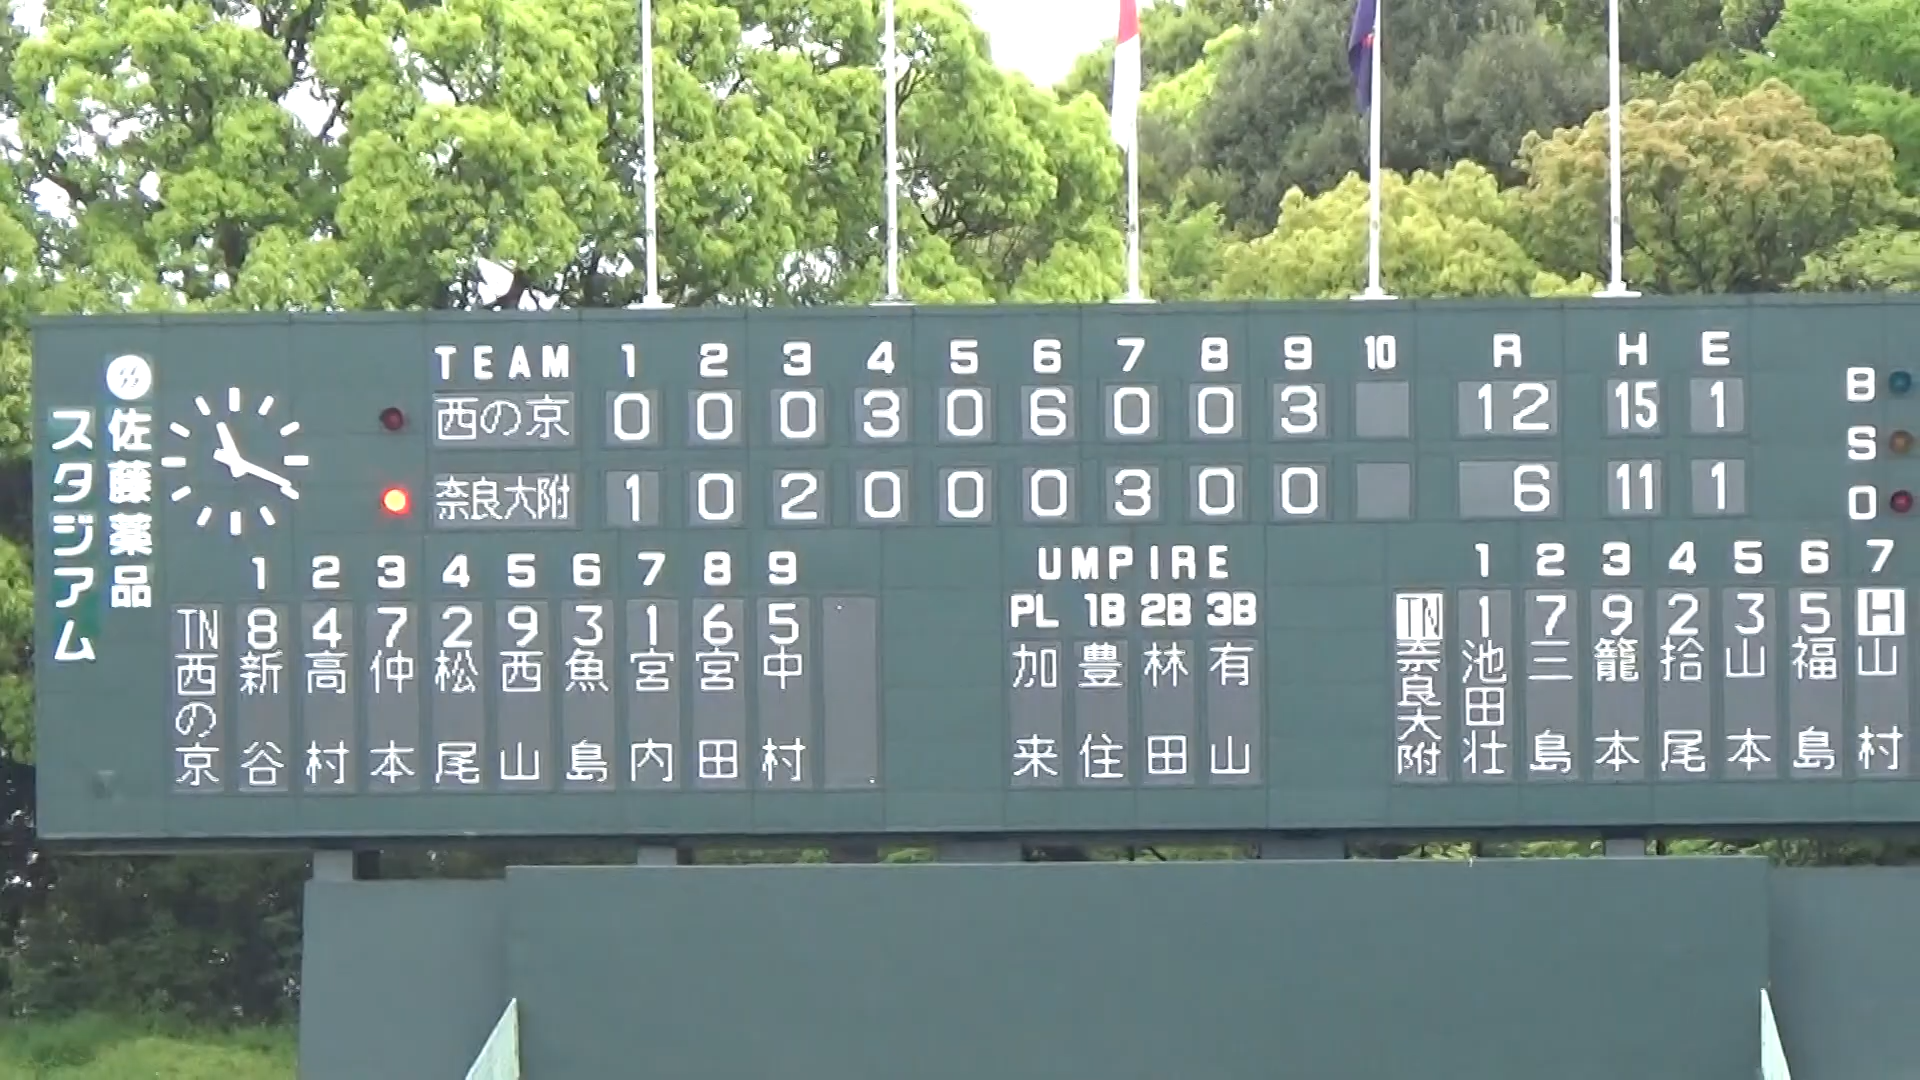 佐藤薬品
スタジアム
TEAM 1 2 3 4 5 6 7 8 9 10 R H E
西の京 0 0 0 3 0 6 0 0 3 12 15 1
奈良大附 1 0 2 0 0 0 3 0 0 6 11 1
B
S
O
1 2 3 4 5 6 7 8 9
TN 8 4 7 2 9 3 1 6 5
西の京 新谷 高村 仲本 松尾 西山 魚島 宮内 宮田 中村
UMPIRE
PL 1B 2B 3B
加来 豊住 林田 有山
1 2 3 4 5 6 7
TN 1 7 9 2 3 5 H
奈良大附 池田壮 三島 籠本 拾尾 山本 福島 山村